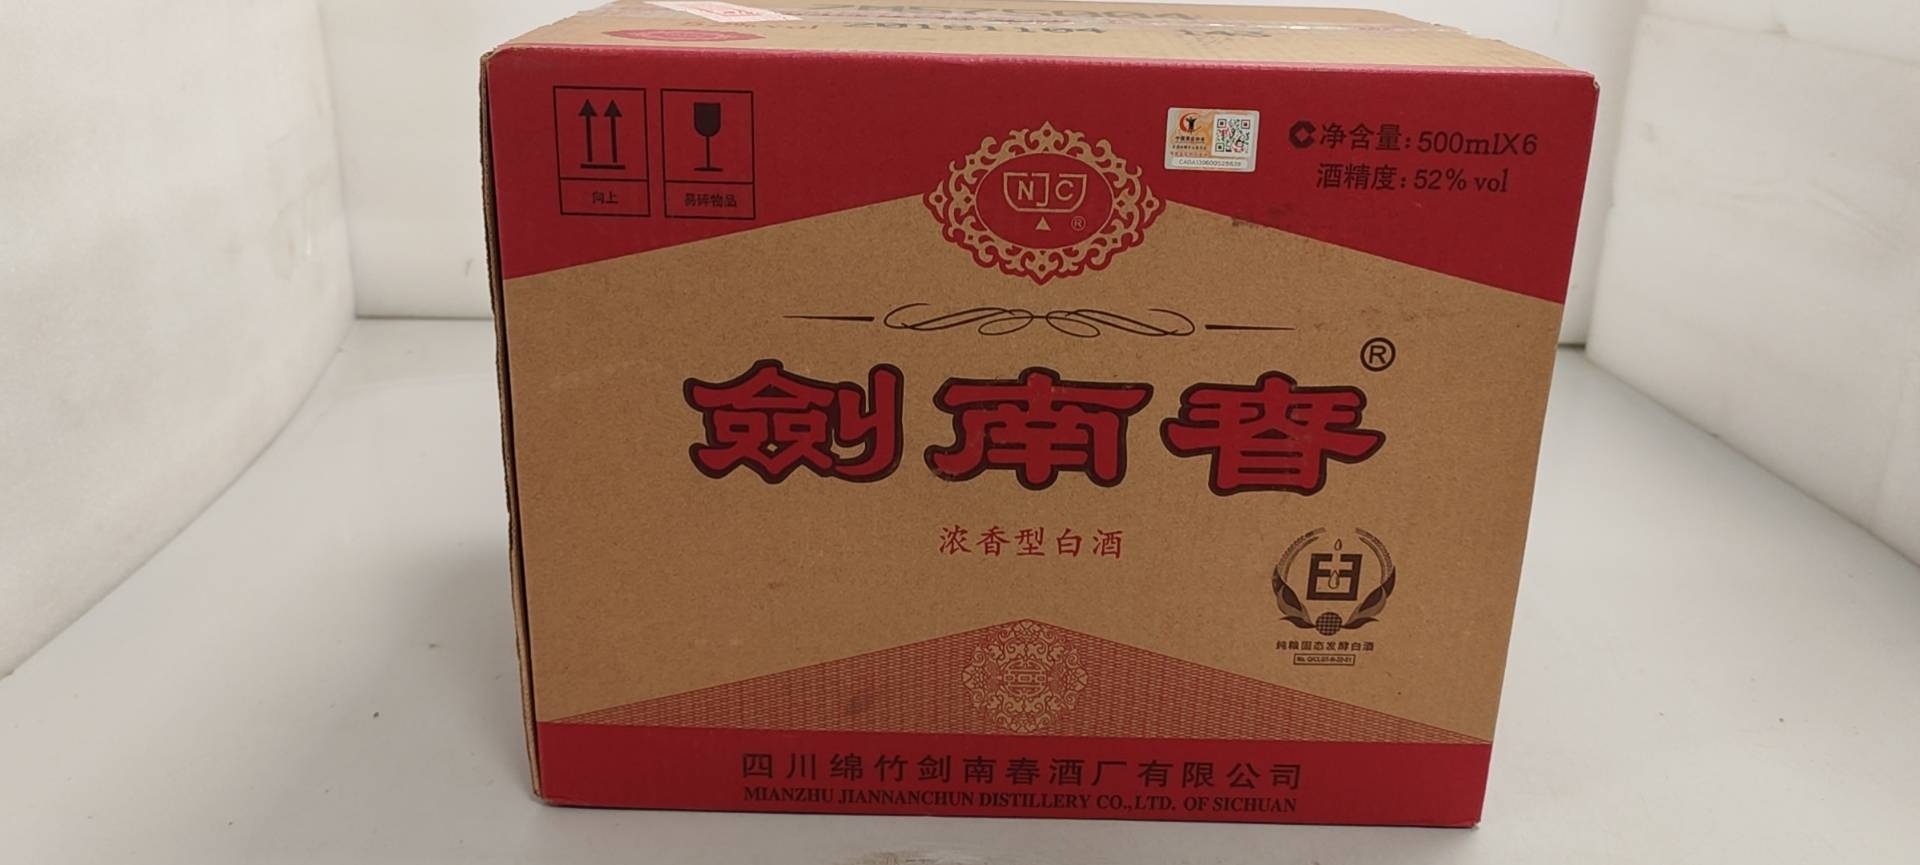 20181104
向上
易碎物品
NJC
®
CADA139600529639
净含量:500mlX6
酒精度:52% vol
劍南春®
浓香型白酒
纯粮固态发酵白酒
四川绵竹剑南春酒厂有限公司
MIANZHU JIANNANCHUN DISTILLERY CO.,LTD. OF SICHUAN